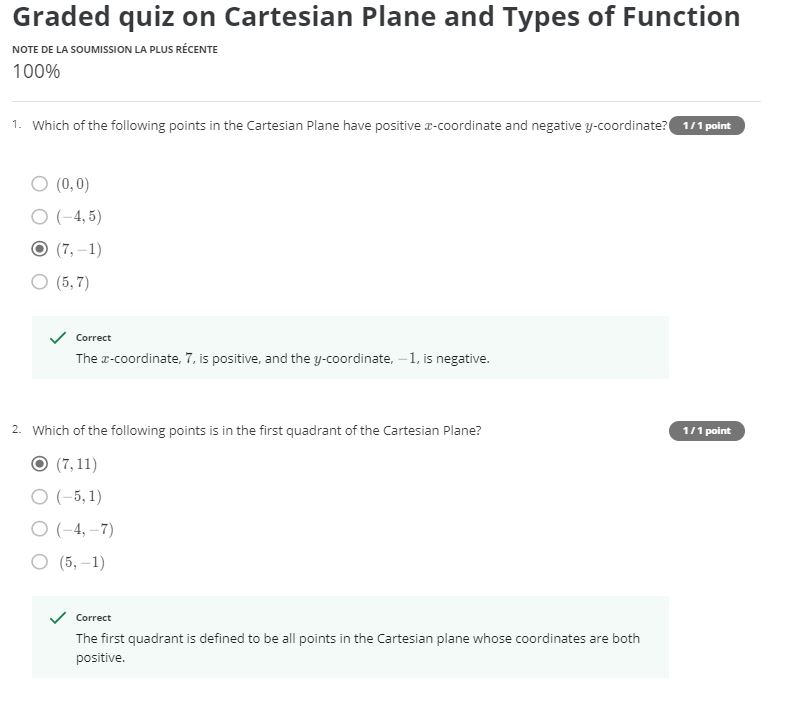 Graded quiz on Cartesian Plane and Types of Function
NOTE DE LA SOUMISSION LA PLUS RÉCENTE
100%
1. Which of the following points in the Cartesian Plane have positive x-coordinate and negative y-coordinate? 1 / 1 point
(0, 0)
(−4, 5)
(7, −1)
(5, 7)
Correct
The x-coordinate, 7, is positive, and the y-coordinate, −1, is negative.
2. Which of the following points is in the first quadrant of the Cartesian Plane? 1 / 1 point
(7, 11)
(−5, 1)
(−4, −7)
(5, −1)
Correct
The first quadrant is defined to be all points in the Cartesian plane whose coordinates are both
positive.